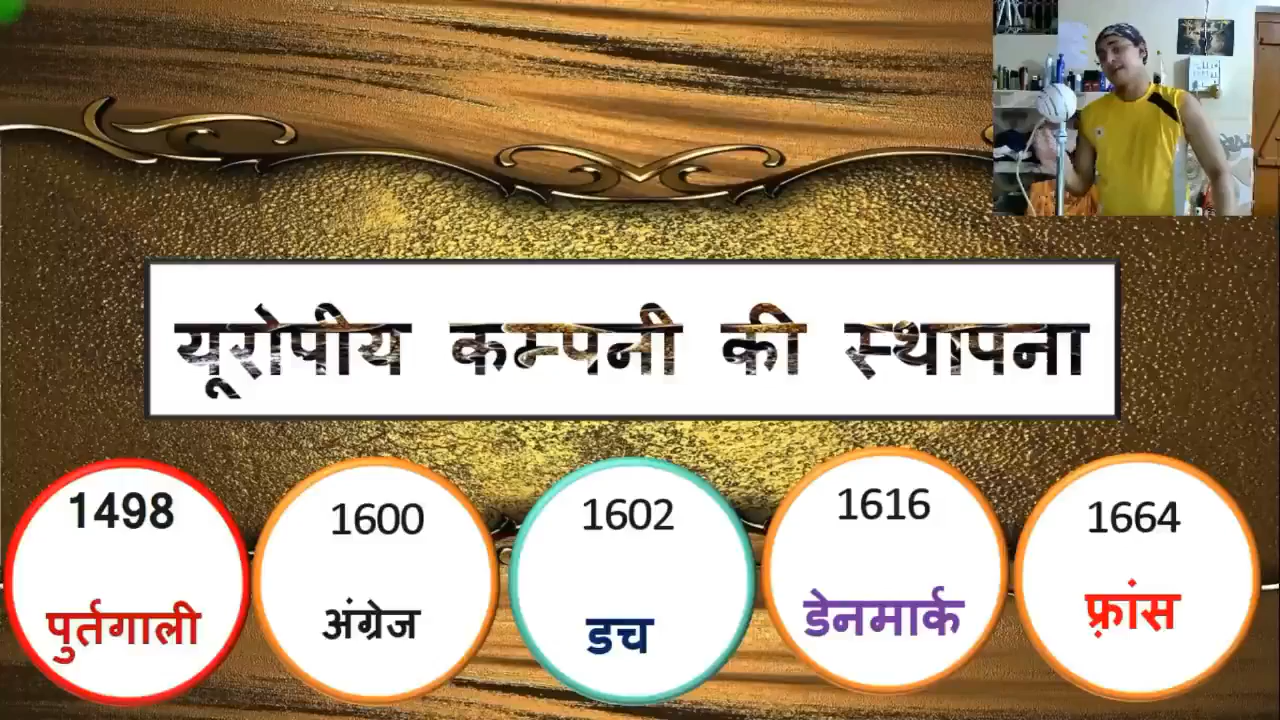 यूरोपीय कम्पनी की स्थापना
1498 1600 1602 1616 1664
पुर्तगाली अंग्रेज डच डेनमार्क फ़्रांस